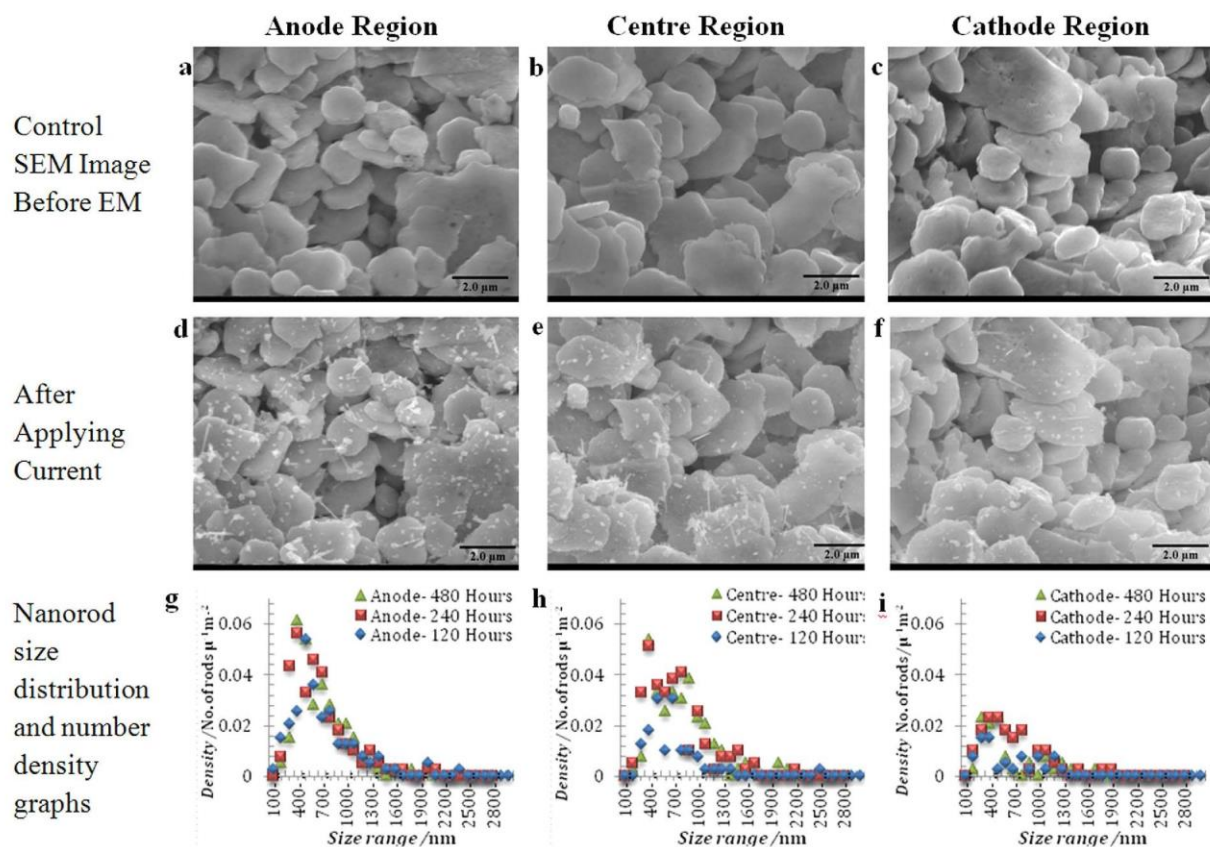 Anode Region
Centre Region
Cathode Region
Control
SEM Image
Before EM
a
b
c
2.0 µm
2.0 µm
2.0 µm
After
Applying
Current
d
e
f
2.0 µm
2.0 µm
2.0 µm
Nanorod
size
distribution
and number
density
graphs
g
Anode- 480 Hours
Anode- 240 Hours
Anode- 120 Hours
Density /No. of rods µ¹m⁻²
0.06
0.04
0.02
0
100
400
700
1000
1300
1600
1900
2200
2500
2800
Size range /nm
h
Centre- 480 Hours
Centre- 240 Hours
Centre- 120 Hours
Density / No. of rods µ¹m⁻²
0.06
0.04
0.02
0
100
400
700
1000
1300
1600
1900
2200
2500
2800
Size range /nm
i
Cathode- 480 Hours
Cathode- 240 Hours
Cathode- 120 Hours
Density No. of rods/µ¹m⁻²
0.06
0.04
0.02
0
100
400
700
1000
1300
1600
1900
2200
2500
2800
Size range /nm